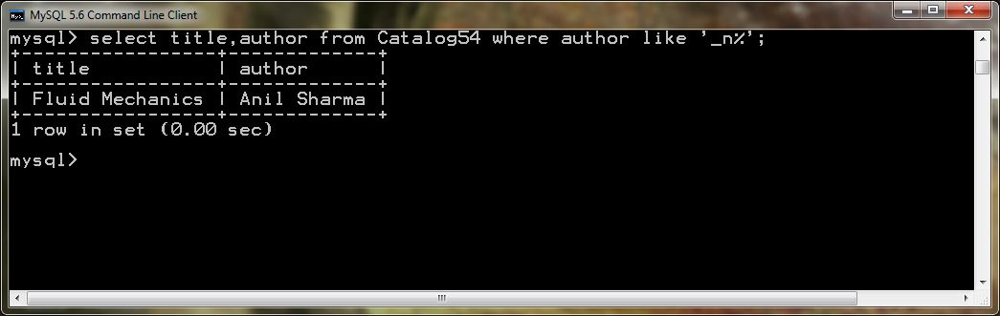 MySQL 5.6 Command Line Client
mysql> select title,author from Catalog54 where author like '_n%';
+-----------------+-------------+
| title           | author      |
+-----------------+-------------+
| Fluid Mechanics | Anil Sharma |
+-----------------+-------------+
1 row in set (0.00 sec)
mysql>